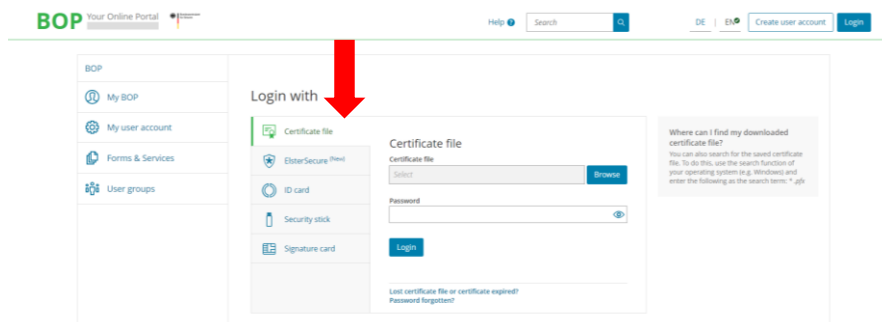 BOP Your Online Portal
Help ?
Search
DE | EN
Create user account
Login
BOP
My BOP
My user account
Forms & Services
User groups
Login with
Certificate file
ElsterSecure (New)
ID card
Security stick
Signature card
Certificate file
Certificate file
Select
Browse
Password
Login
Lost certificate file or certificate expired?
Password forgotten?
Where can I find my downloaded
certificate file?
You can also search for the saved certificate
file. To do this, use the search function of
your operating system (e.g. Windows) and
enter the following as the search term: * .pfx